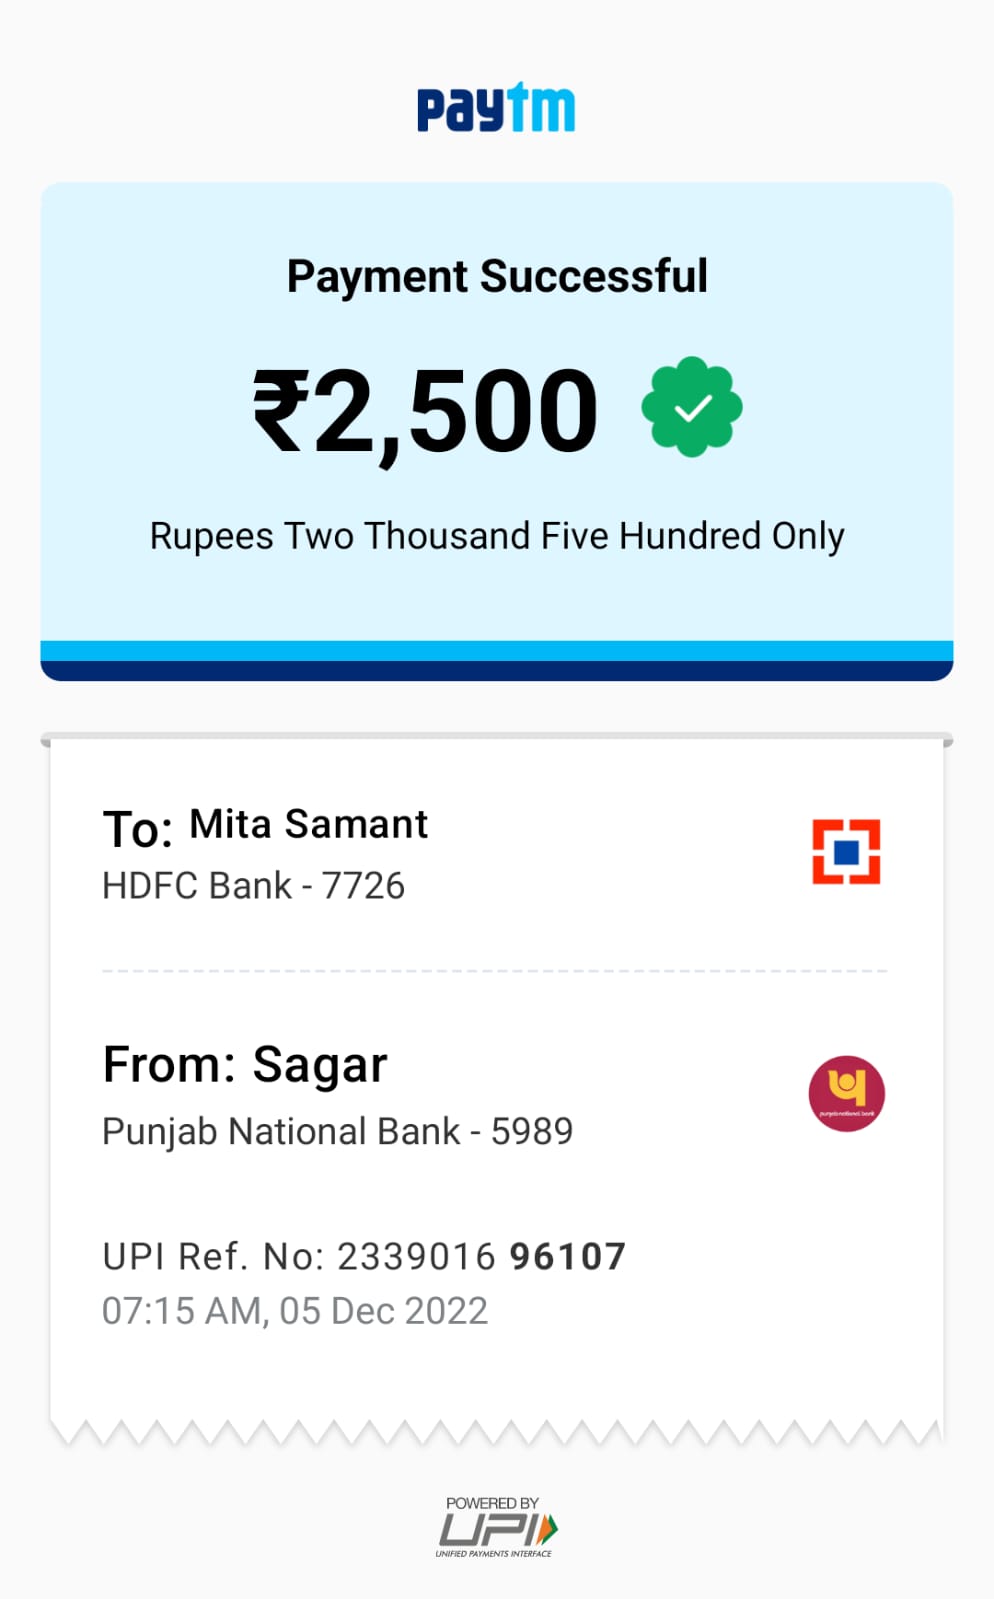 paytm
Payment Successful
₹2,500
Rupees Two Thousand Five Hundred Only
To: Mita Samant
HDFC Bank - 7726
From: Sagar
Punjab National Bank - 5989
punjab national bank
UPI Ref. No: 2339016 96107
07:15 AM, 05 Dec 2022
POWERED BY
UPI
UNIFIED PAYMENTS INTERFACE